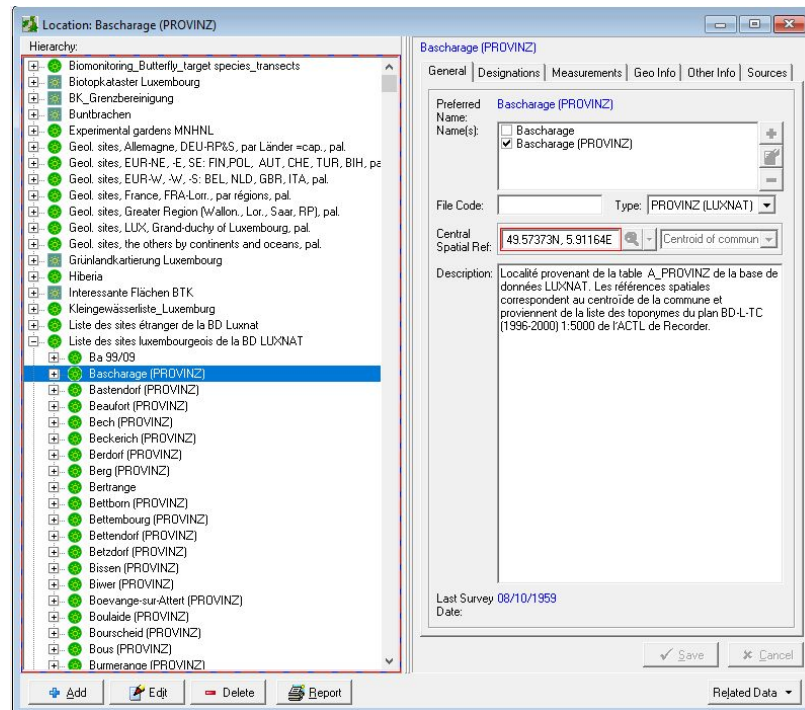 Location: Bascharage (PROVINZ)
Hierarchy:
Biomonitoring_Butterfly_target species_transects
Biotopkataster Luxembourg
BK_Grenzbereinigung
Buntbrachen
Experimental gardens MNHNL
Geol. sites, Allemagne, DEU-RP&S, par Länder =cap., pal.
Geol. sites, EUR-NE, -E, SE: FIN,POL, AUT, CHE, TUR, BIH, pa
Geol. sites, EUR-W, -W, -S: BEL, NLD, GBR, ITA, pal.
Geol. sites, France, FRA-Lorr., par régions, pal.
Geol. sites, Greater Region (Wallon., Lor., Saar, RP), pal.
Geol. sites, LUX, Grand-duchy of Luxembourg, pal.
Geol. sites, the others by continents and oceans, pal.
Grünlandkartierung Luxembourg
Hiberia
Interessante Flächen BTK
Kleingewässerliste_Luxemburg
Liste des sites étranger de la BD Luxnat
Liste des sites luxembourgeois de la BD LUXNAT
Ba 99/09
Bascharage (PROVINZ)
Bastendorf (PROVINZ)
Beaufort (PROVINZ)
Bech (PROVINZ)
Beckerich (PROVINZ)
Berdorf (PROVINZ)
Berg (PROVINZ)
Bertrange
Bettborn (PROVINZ)
Bettembourg (PROVINZ)
Bettendorf (PROVINZ)
Betzdorf (PROVINZ)
Bissen (PROVINZ)
Biwer (PROVINZ)
Boevange-sur-Attert (PROVINZ)
Boulaide (PROVINZ)
Bourscheid (PROVINZ)
Bous (PROVINZ)
Burmerange (PROVINZ)
Add Edit Delete Report
Bascharage (PROVINZ)
General Designations Measurements Geo Info Other Info Sources
Preferred Name: Bascharage (PROVINZ)
Name(s): Bascharage
Bascharage (PROVINZ)
File Code: Type: PROVINZ (LUXNAT)
Central Spatial Ref: 49.57373N, 5.91164E Centroid of commun
Description: Localité provenant de la table A_PROVINZ de la base de
données LUXNAT. Les références spatiales
correspondent au centroïde de la commune et
proviennent de la liste des toponymes du plan BD-L-TC
(1996-2000) 1:5000 de l'ACTL de Recorder.
Last Survey Date: 08/10/1959
Save Cancel
Related Data